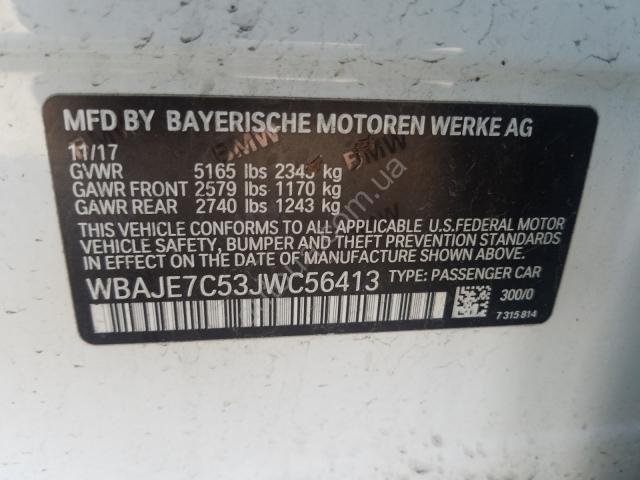 MFD BY BAYERISCHE MOTOREN WERKE AG
11/17
GVWR 5165 lbs 2343 kg
GAWR FRONT 2579 lbs 1170 kg
GAWR REAR 2740 lbs 1243 kg
THIS VEHICLE CONFORMS TO ALL APPLICABLE U.S.FEDERAL MOTOR
VEHICLE SAFETY, BUMPER AND THEFT PREVENTION STANDARDS
IN EFFECT ON THE DATE OF MANUFACTURE SHOWN ABOVE.
WBAJE7C53JWC56413 TYPE: PASSENGER CAR
300/0
7315814
BMW
BMW